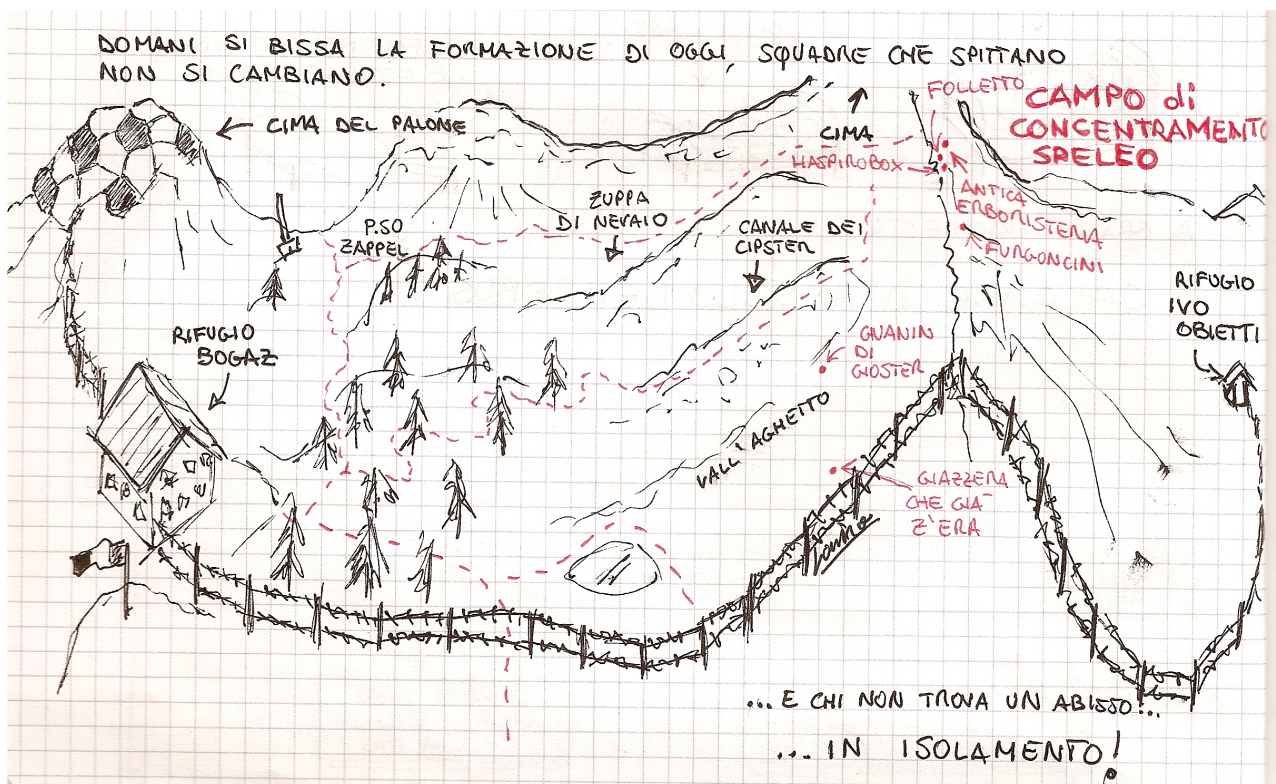 DOMANI SI BISSA LA FORMAZIONE DI OGGI, SQUADRE CHE SPITTANO
NON SI CAMBIANO.
CIMA DEL PALONE
CIMA
FOLLETTO
CAMPO di
CONCENTRAMENTO
SPELEO
HASPIROBOX
ANTICA
ERBORISTERIA
FURGONCINI
P.SO
ZAPPEL
ZUPPA
DI NEVAIO
CANALE DEI
CIPSTER
RIFUGIO
IVO
OBIETTI
RIFUGIO
BOGAZ
GUANIN
DI
GIOSTER
VALL'AGHETTO
GIAZZERA
CHE GIA'
Z'ERA
...E CHI NON TROVA UN ABISSO...
...IN ISOLAMENTO!